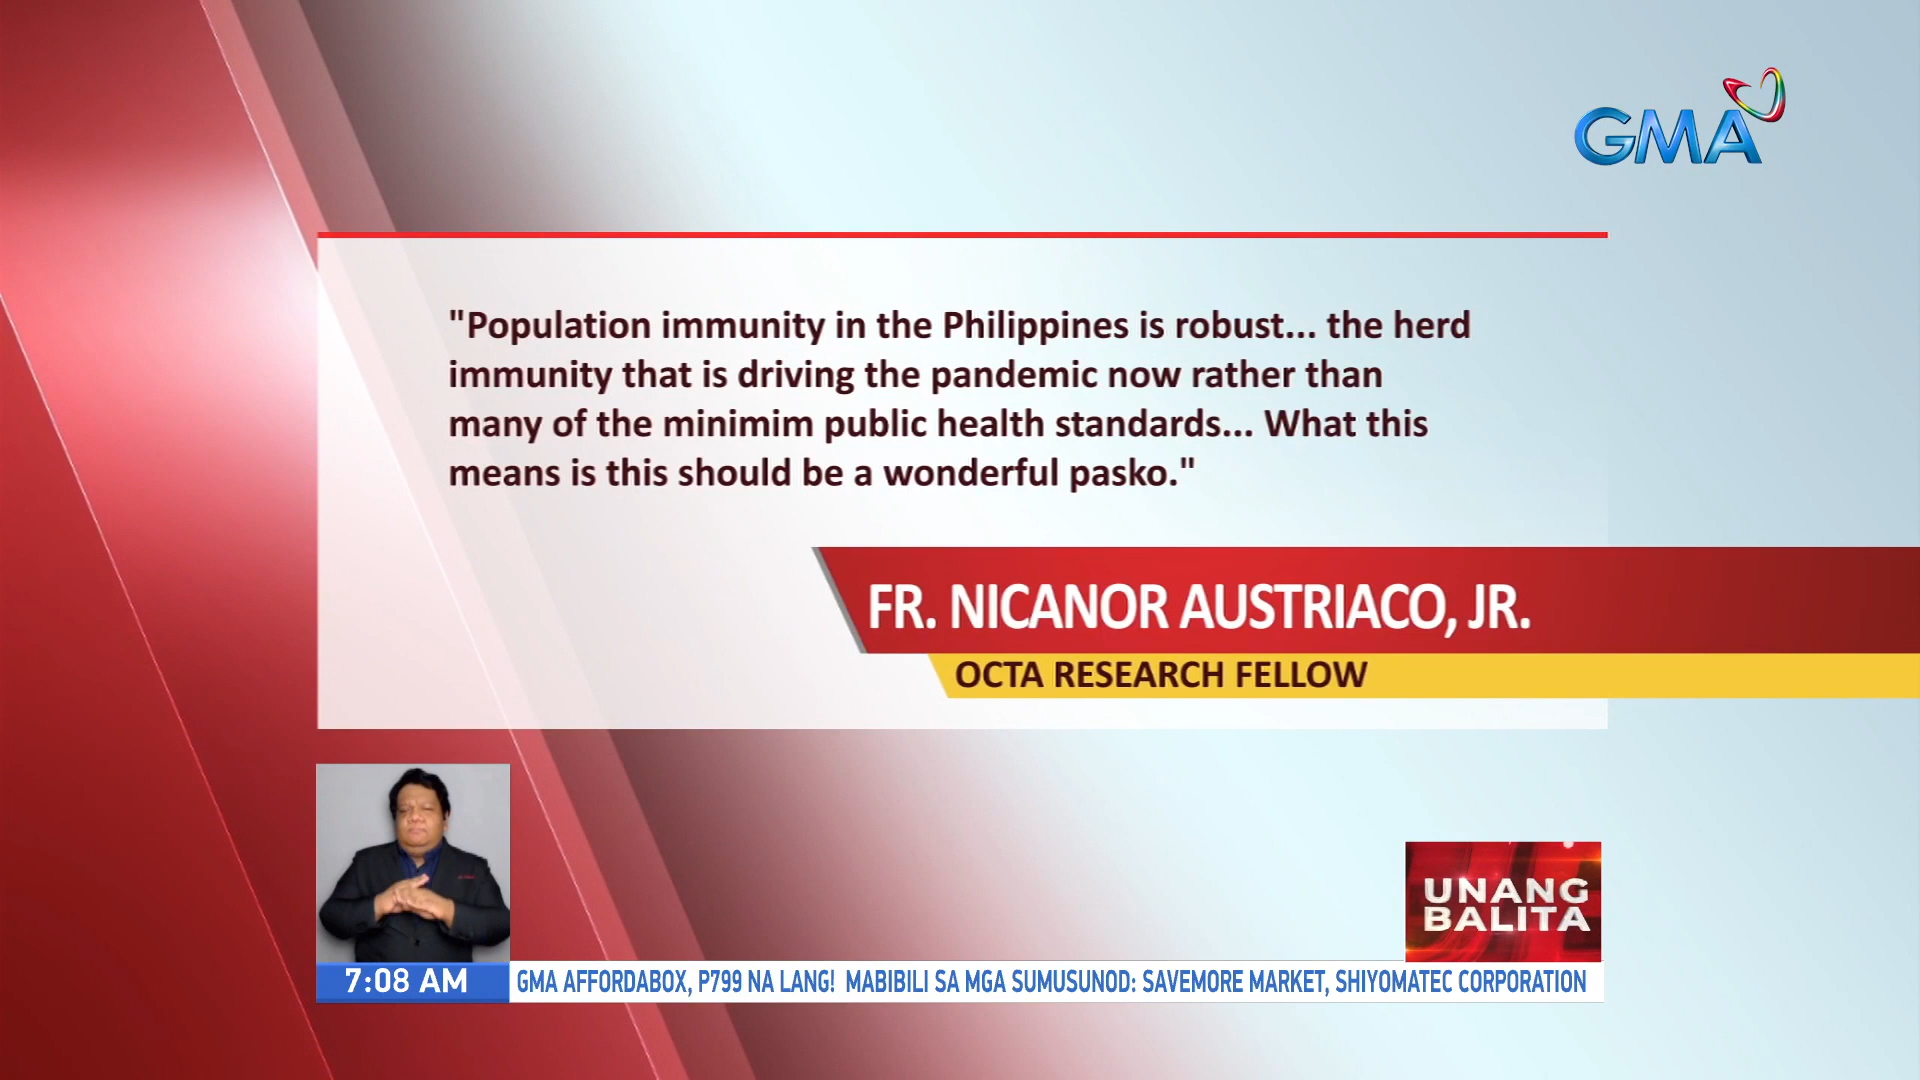 GMA
"Population immunity in the Philippines is robust... the herd
immunity that is driving the pandemic now rather than
many of the minimim public health standards... What this
means is this should be a wonderful pasko."
FR. NICANOR AUSTRIACO, JR.
OCTA RESEARCH FELLOW
UNANG
BALITA
7:08 AM
GMA AFFORDABOX, P799 NA LANG! MABIBILI SA MGA SUMUSUNOD: SAVEMORE MARKET, SHIYOMATEC CORPORATION